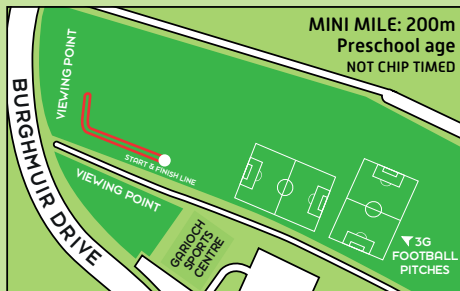 MINI MILE: 200m
Preschool age
NOT CHIP TIMED
VIEWING POINT
BURGHMUIR DRIVE
START & FINISH LINE
VIEWING POINT
GARIOCH
SPORTS
CENTRE
3G
FOOTBALL
PITCHES